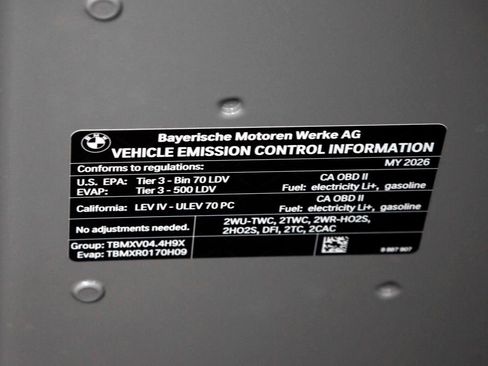 BMW
Bayerische Motoren Werke AG
VEHICLE EMISSION CONTROL INFORMATION
Conforms to regulations: MY 2026
U.S. EPA: Tier 3 - Bin 70 LDV CA OBD II
EVAP: Tier 3 - 500 LDV Fuel: electricity Li+, gasoline
California: LEV IV - ULEV 70 PC CA OBD II
Fuel: electricity Li+, gasoline
No adjustments needed. 2WU-TWC, 2TWC, 2WR-HO2S,
2HO2S, DFI, 2TC, 2CAC
Group: TBMXV04.4H9X
Evap: TBMXR0170H09